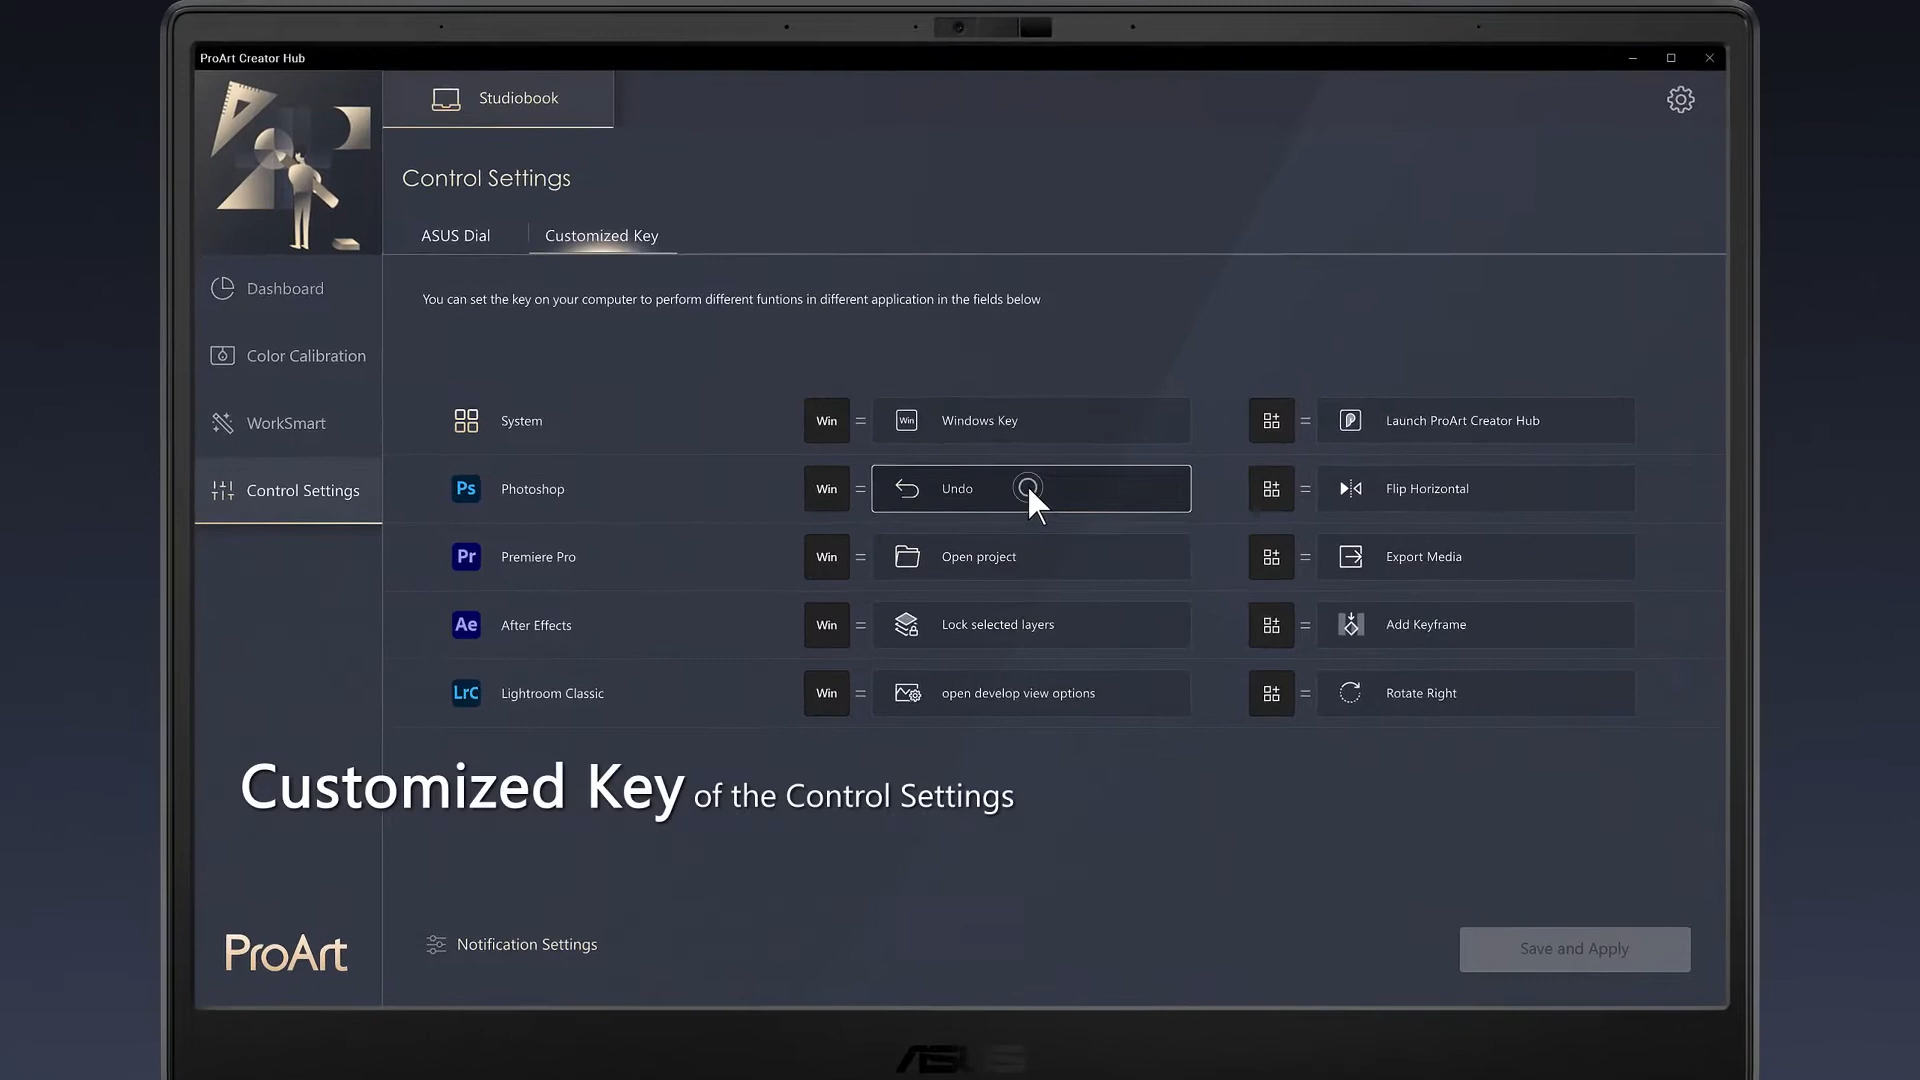 ProArt Creator Hub
Studiobook
Control Settings
ASUS Dial
Customized Key
Dashboard
Color Calibration
WorkSmart
Control Settings
You can set the key on your computer to perform different funtions in different application in the fields below
System
Win = Win Windows Key
= Launch ProArt Creator Hub
Ps Photoshop
Win = Undo
= Flip Horizontal
Pr Premiere Pro
Win = Open project
= Export Media
Ae After Effects
Win = Lock selected layers
= Add Keyframe
LrC Lightroom Classic
Win = open develop view options
= Rotate Right
Customized Key of the Control Settings
ProArt
Notification Settings
Save and Apply
ASUS